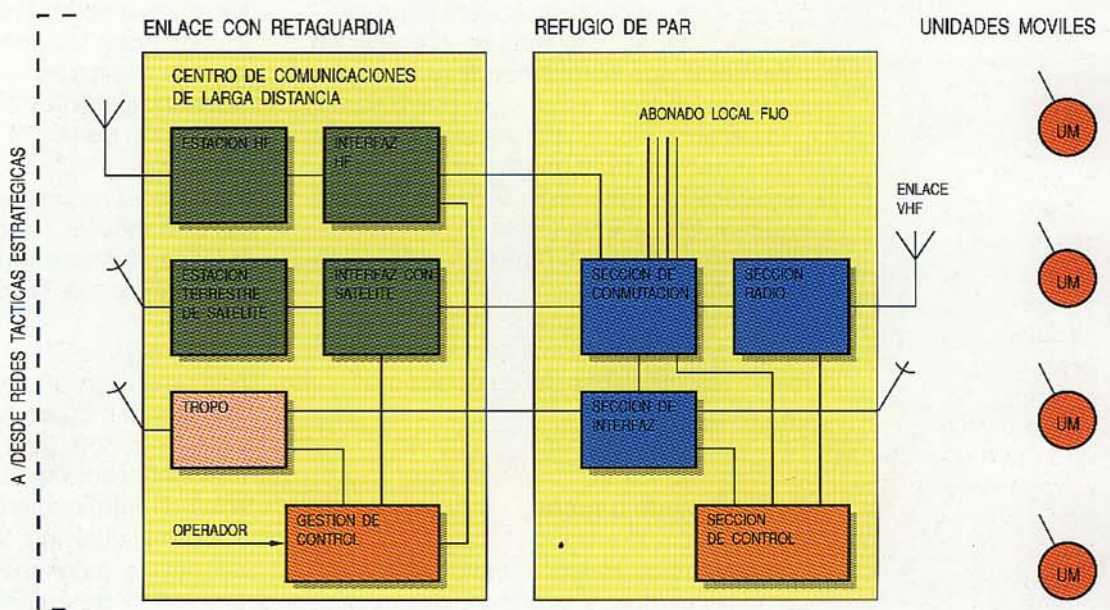 ENLACE CON RETAGUARDIA
REFUGIO DE PAR
UNIDADES MOVILES
CENTRO DE COMUNICACIONES
DE LARGA DISTANCIA
ABONADO LOCAL FIJO
ESTACION HF
INTERFAZ
HF
UM
ENLACE
VHF
A /DESDE REDES TACTICAS ESTRATEGICAS
ESTACION
TERRESTRE
DE SATELITE
INTERFAZ CON
SATELITE
SECCION DE
CONMUTACION
SECCION
RADIO
UM
TROPO
SECCION DE
INTERFAZ
UM
OPERADOR
GESTION DE
CONTROL
SECCION
DE CONTROL
UM